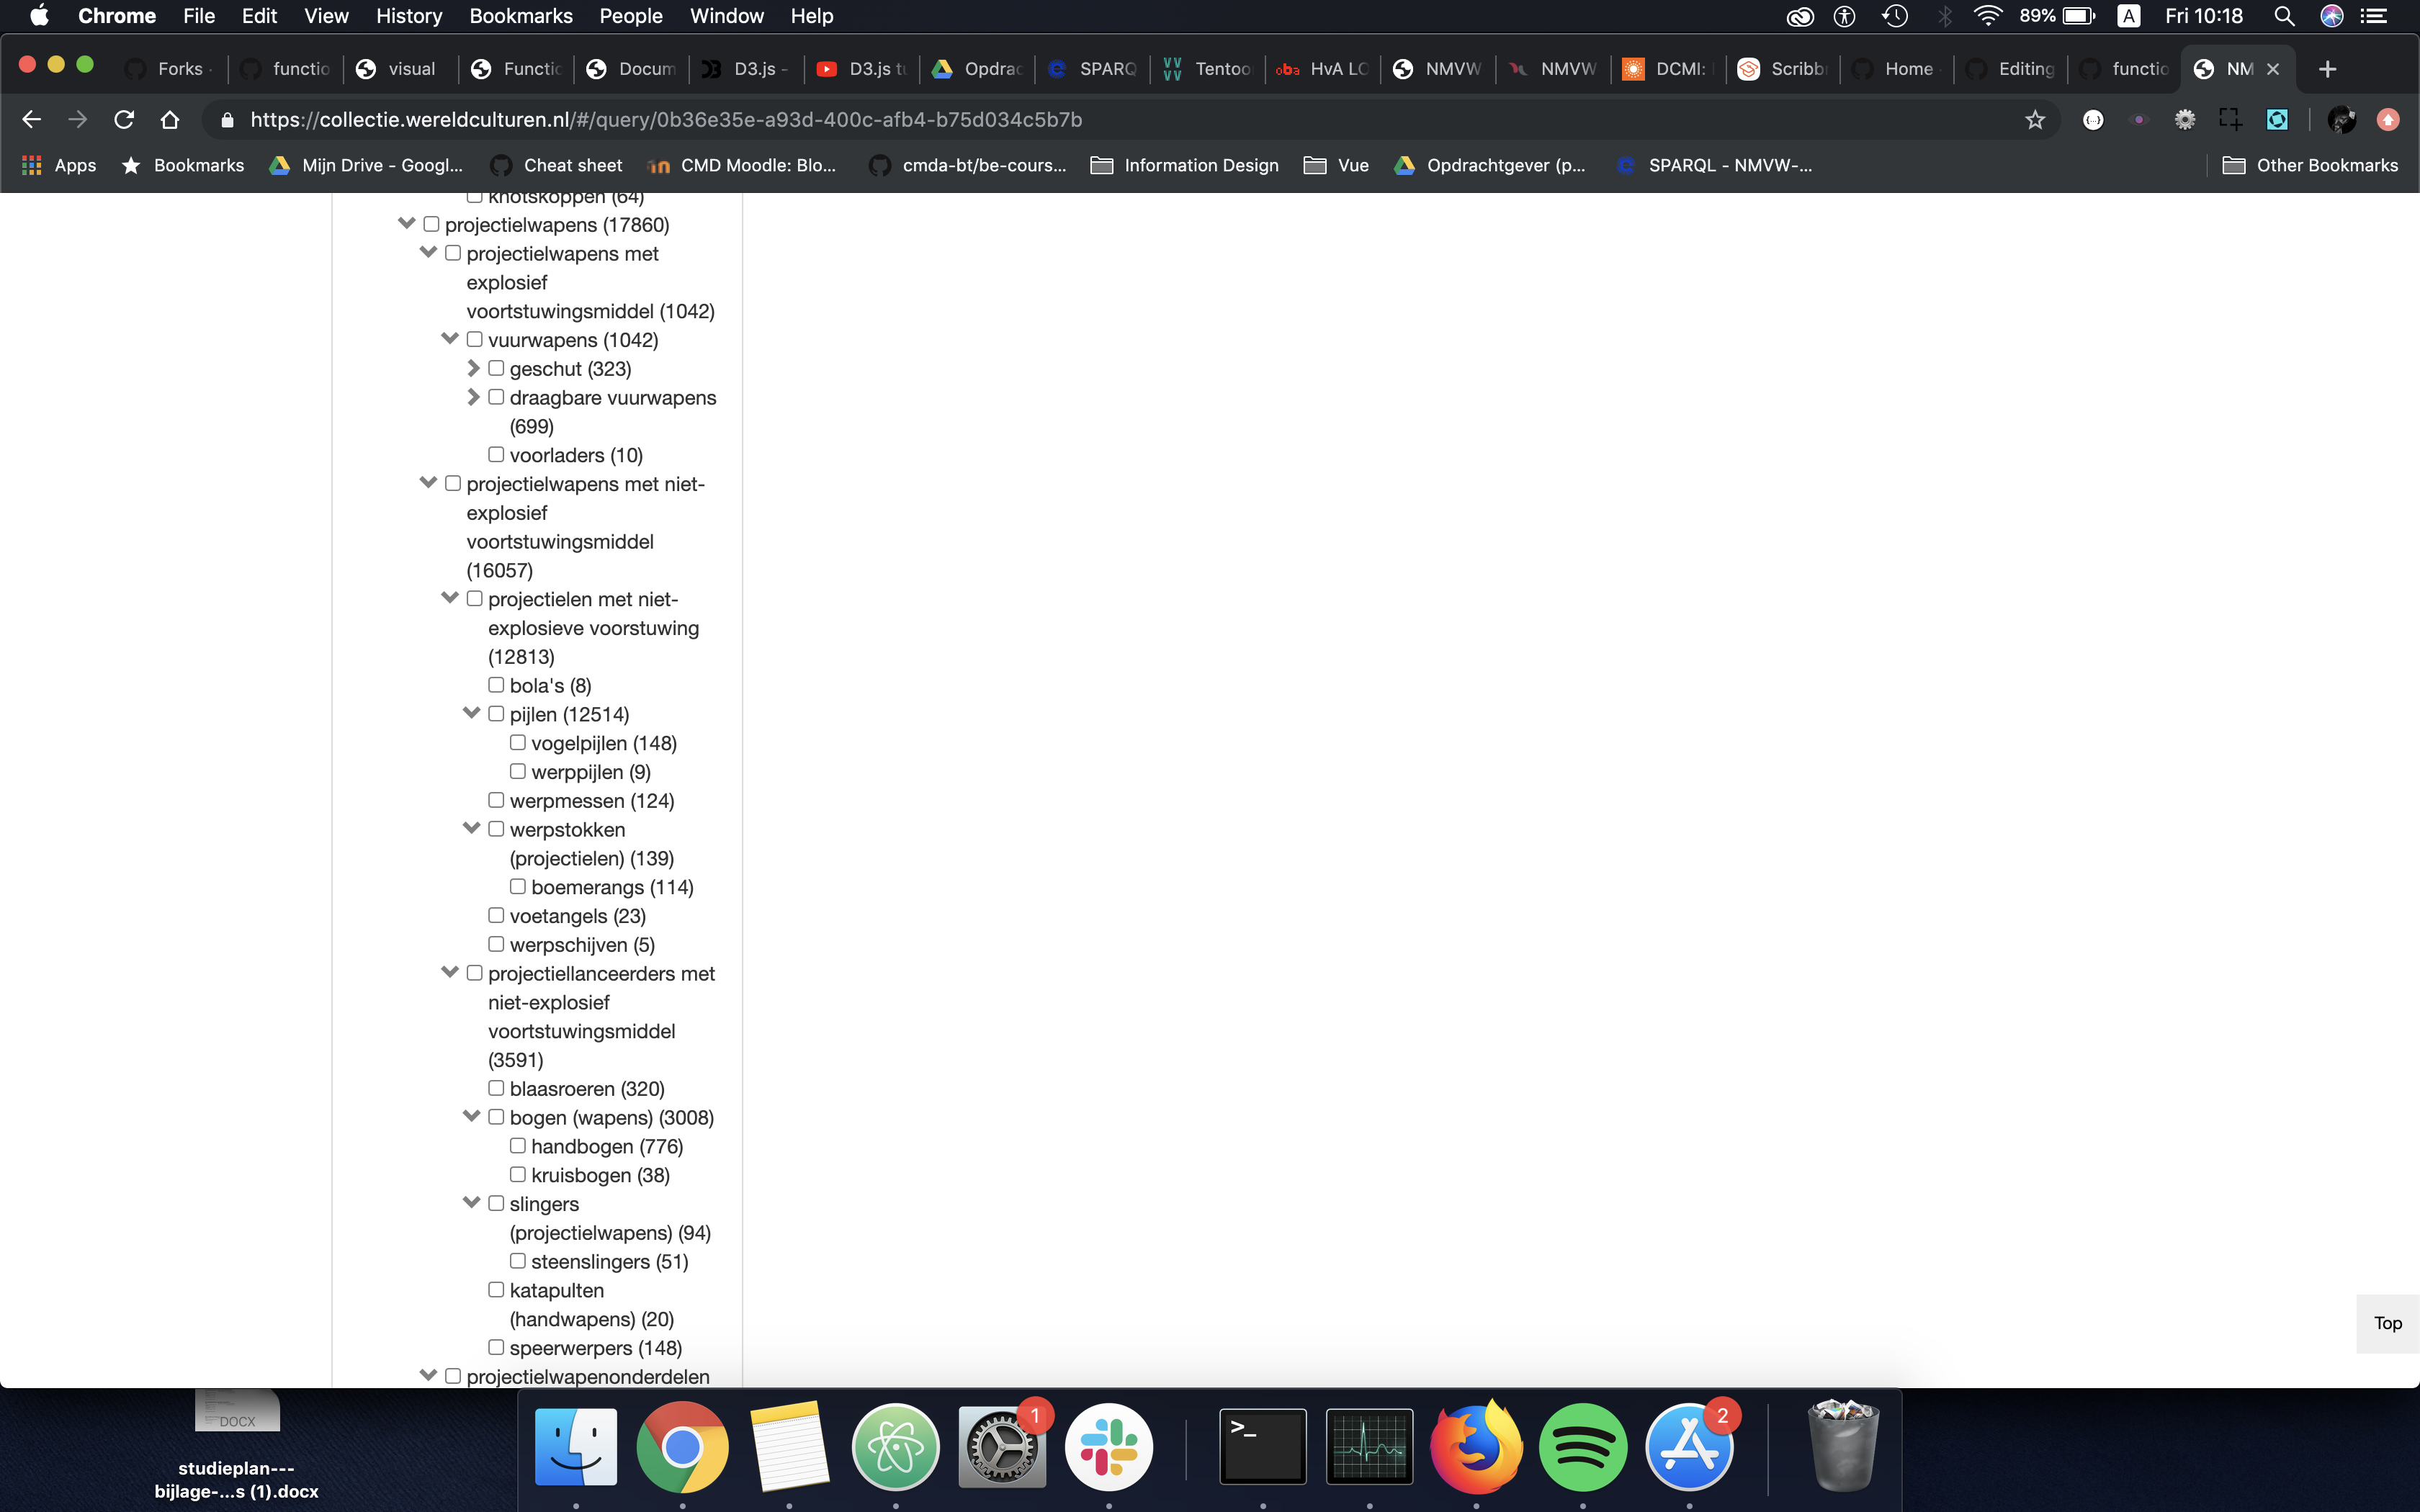 Chrome File Edit View History Bookmarks People Window Help 89% A Fri 10:18
Forks functio visual Functio Docum D3.js - D3.js tu Opdrac SPARQ Tentoo oba HvA LO NMVW NMVW DCMI: Scribbr Home Editing functio NM
https://collectie.wereldculturen.nl/#/query/0b36e35e-a93d-400c-afb4-b75d034c5b7b
Apps Bookmarks Mijn Drive - Googl... Cheat sheet CMD Moodle: Blo... cmda-bt/be-cours... Information Design Vue Opdrachtgever (p... SPARQL - NMVW-... Other Bookmarks
knotskoppen (64)
projectielwapens (17860)
projectielwapens met
explosief
voortstuwingsmiddel (1042)
vuurwapens (1042)
geschut (323)
draagbare vuurwapens
(699)
voorladers (10)
projectielwapens met niet-
explosief
voortstuwingsmiddel
(16057)
projectielen met niet-
explosieve voorstuwing
(12813)
bola's (8)
pijlen (12514)
vogelpijlen (148)
werppijlen (9)
werpmessen (124)
werpstokken
(projectielen) (139)
boemerangs (114)
voetangels (23)
werpschijven (5)
projectiellanceerders met
niet-explosief
voortstuwingsmiddel
(3591)
blaasroeren (320)
bogen (wapens) (3008)
handbogen (776)
kruisbogen (38)
slingers
(projectielwapens) (94)
steenslingers (51)
katapulten
(handwapens) (20)
speerwerpers (148)
projectielwapenonderdelen
Top
DOCX
studieplan---
bijlage-...s (1).docx
1
>_
2